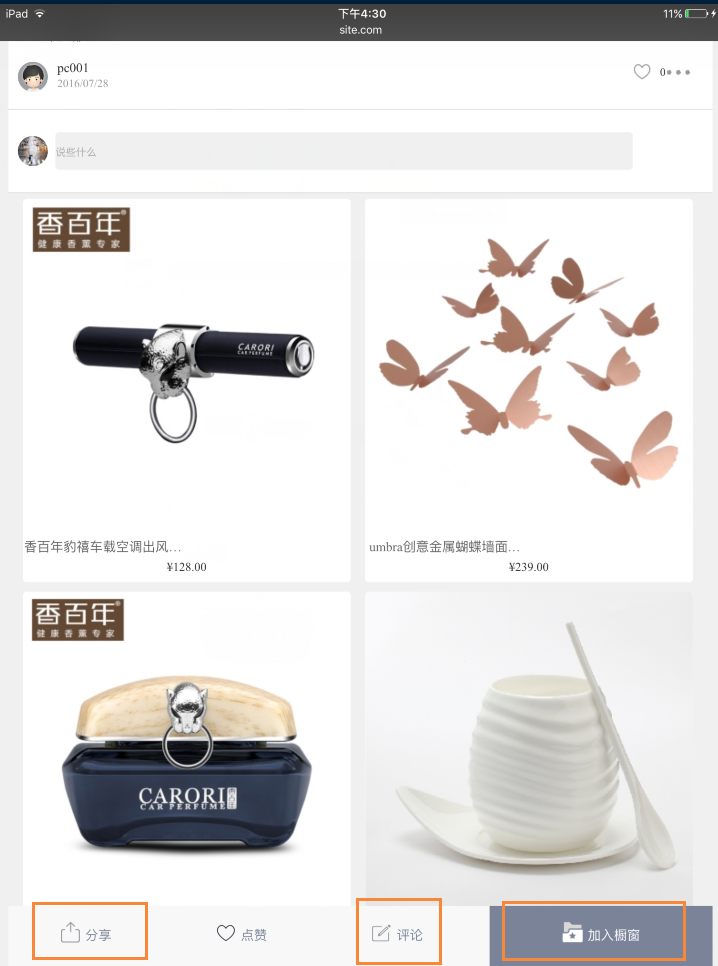 iPad 下午4:30 11%
site.com
pc001
2016/07/28
0
说些什么
香百年®
健康香薰专家
CARORI
CAR PERFUME
香百年豹禧车载空调出风…
¥128.00
umbra创意金属蝴蝶墙面…
¥239.00
香百年®
健康香薰专家
CARORI 香百年
CAR PERFUME
分享 点赞 评论 加入橱窗